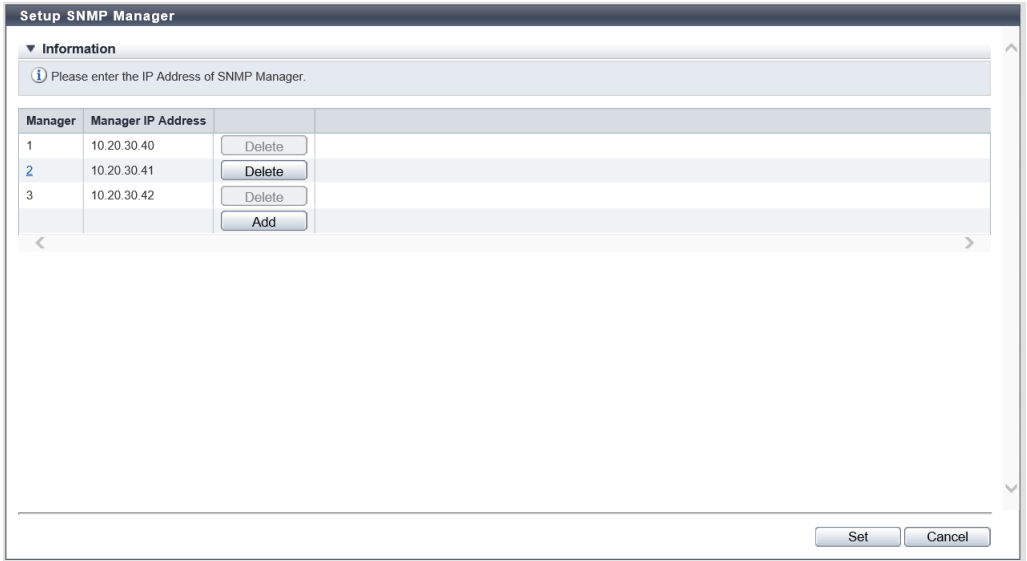 Setup SNMP Manager
Information
Please enter the IP Address of SNMP Manager.
Manager Manager IP Address
1 10.20.30.40 Delete
2 10.20.30.41 Delete
3 10.20.30.42 Delete
Add
Set Cancel